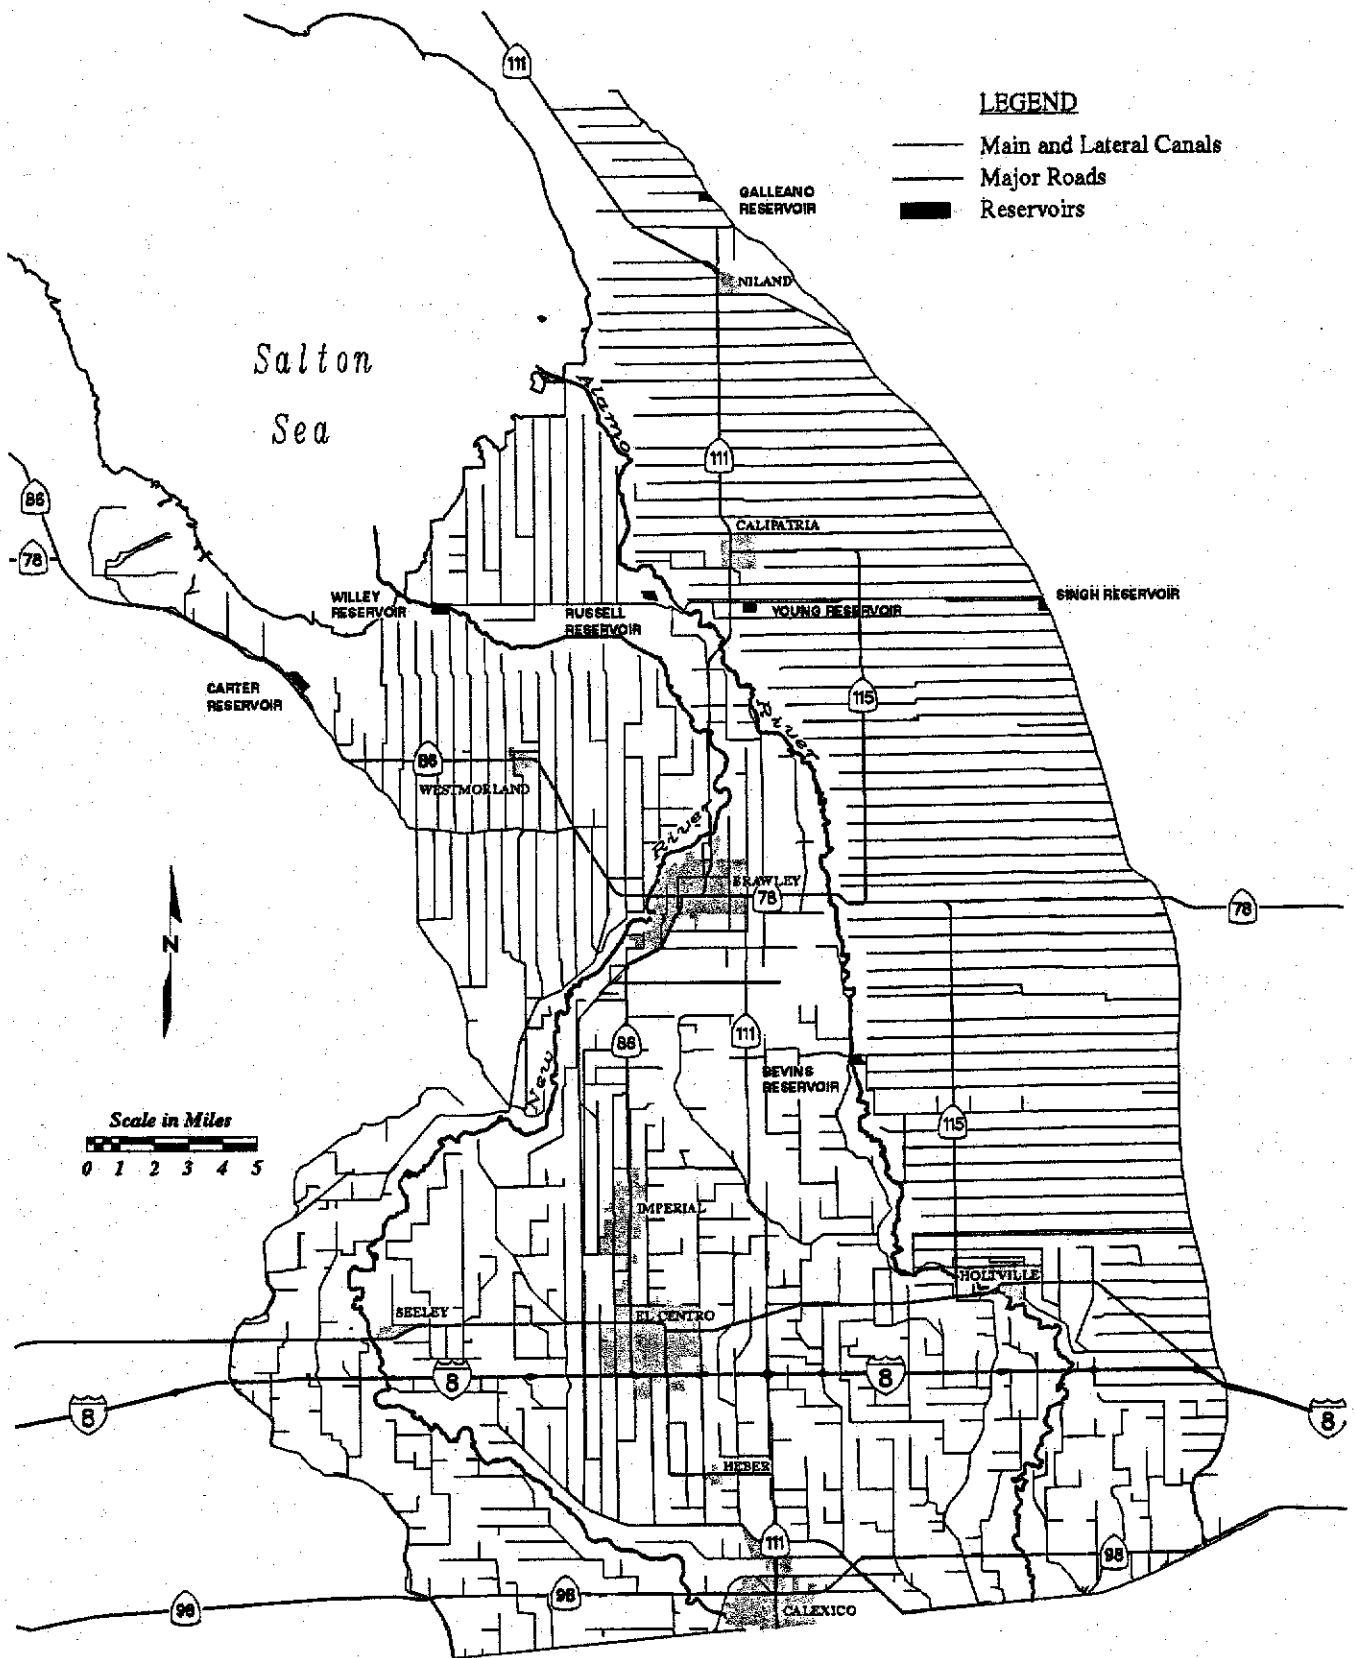 111
LEGEND
Main and Lateral Canals
Major Roads
Reservoirs
GALLEANO
RESERVOIR
NILAND
Salton
Sea
Alamo
111
86
78
CALIPATRIA
WILLEY
RESERVOIR
RUSSELL
RESERVOIR
YOUNG RESERVOIR
SINGH RESERVOIR
CARTER
RESERVOIR
115
River
86
WESTMORLAND
River
BRAWLEY
78
78
N
86
111
New
BEVINS
RESERVOIR
115
Scale in Miles
0 1 2 3 4 5
IMPERIAL
HOLTVILLE
SEELEY
EL CENTRO
8
8
8
8
HEBER
111
98
98
98
CALEXICO